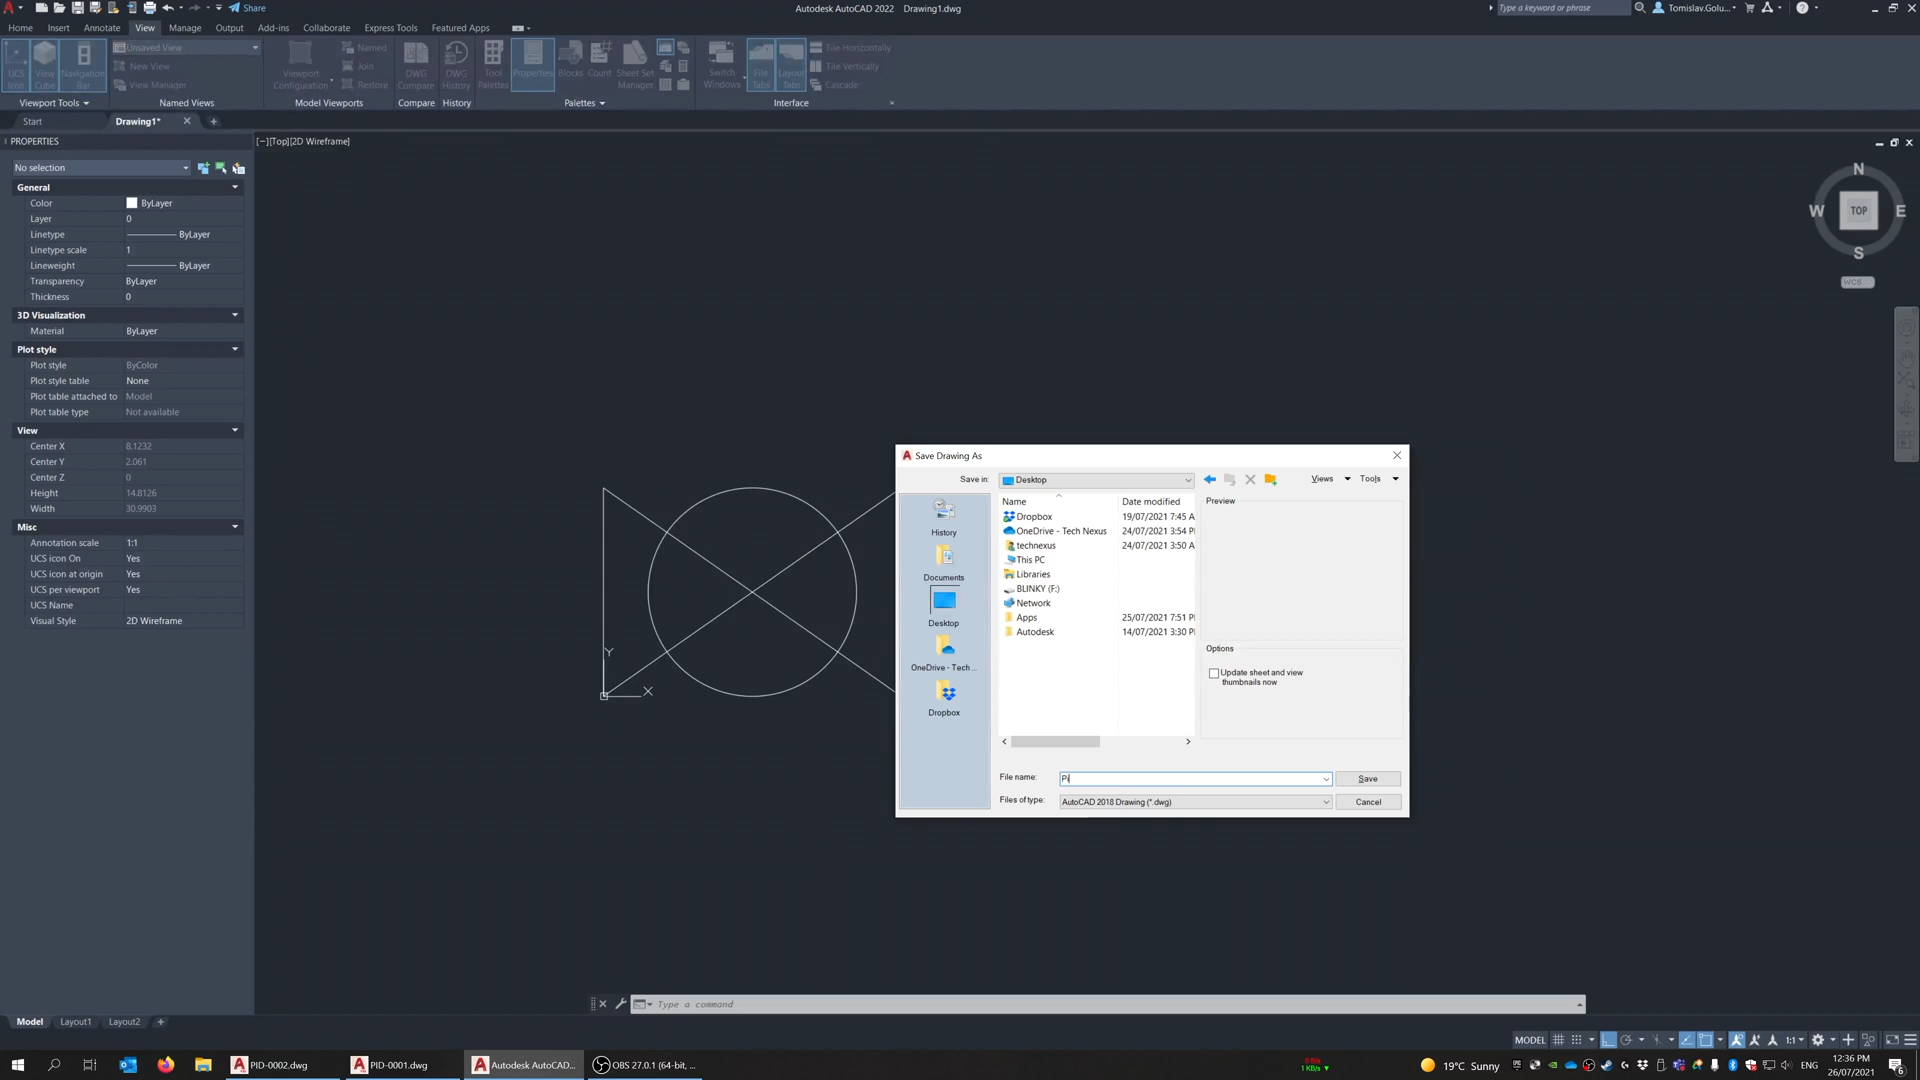 Share
Autodesk AutoCAD 2022 Drawing1.dwg
Type a keyword or phrase
Tomislav.Golu...
Home Insert Annotate View Manage Output Add-ins Collaborate Express Tools Featured Apps
Unsaved View
New View
View Manager
UCS Icon
View Cube
Navigation Bar
Viewport Configuration
Named
Join
Restore
DWG Compare
DWG History
Tool Palettes
Properties
Blocks
Count
Sheet Set Manager
Switch Windows
File Tabs
Layout Tabs
Tile Horizontally
Tile Vertically
Cascade
Viewport Tools Named Views Model Viewports Compare History Palettes Interface
Start Drawing1*
PROPERTIES
[−][Top][2D Wireframe]
No selection
General
Color ByLayer
Layer 0
Linetype ByLayer
Linetype scale 1
Lineweight ByLayer
Transparency ByLayer
Thickness 0
3D Visualization
Material ByLayer
Plot style
Plot style ByColor
Plot style table None
Plot table attached to Model
Plot table type Not available
View
Center X 8.1232
Center Y 2.061
Center Z 0
Height 14.8126
Width 30.9903
Misc
Annotation scale 1:1
UCS icon On Yes
UCS icon at origin Yes
UCS per viewport Yes
UCS Name
Visual Style 2D Wireframe
N
W TOP E
S
WCS
Y
X
Save Drawing As
Save in: Desktop Views Tools
History
Documents
Desktop
OneDrive - Tech ...
Dropbox
Name Date modified
Dropbox 19/07/2021 7:45 A
OneDrive - Tech Nexus 24/07/2021 3:54 P
technexus 24/07/2021 3:50 A
This PC
Libraries
BLINKY (F:)
Network
Apps 25/07/2021 7:51 P
Autodesk 14/07/2021 3:30 P
Preview
Options
Update sheet and view
thumbnails now
File name: Pi Save
Files of type: AutoCAD 2018 Drawing (*.dwg) Cancel
Type a command
Model Layout1 Layout2
MODEL 1:1
PID-0002.dwg PID-0001.dwg Autodesk AutoCAD... OBS 27.0.1 (64-bit, ...
19°C Sunny
ENG
12:36 PM
26/07/2021
6